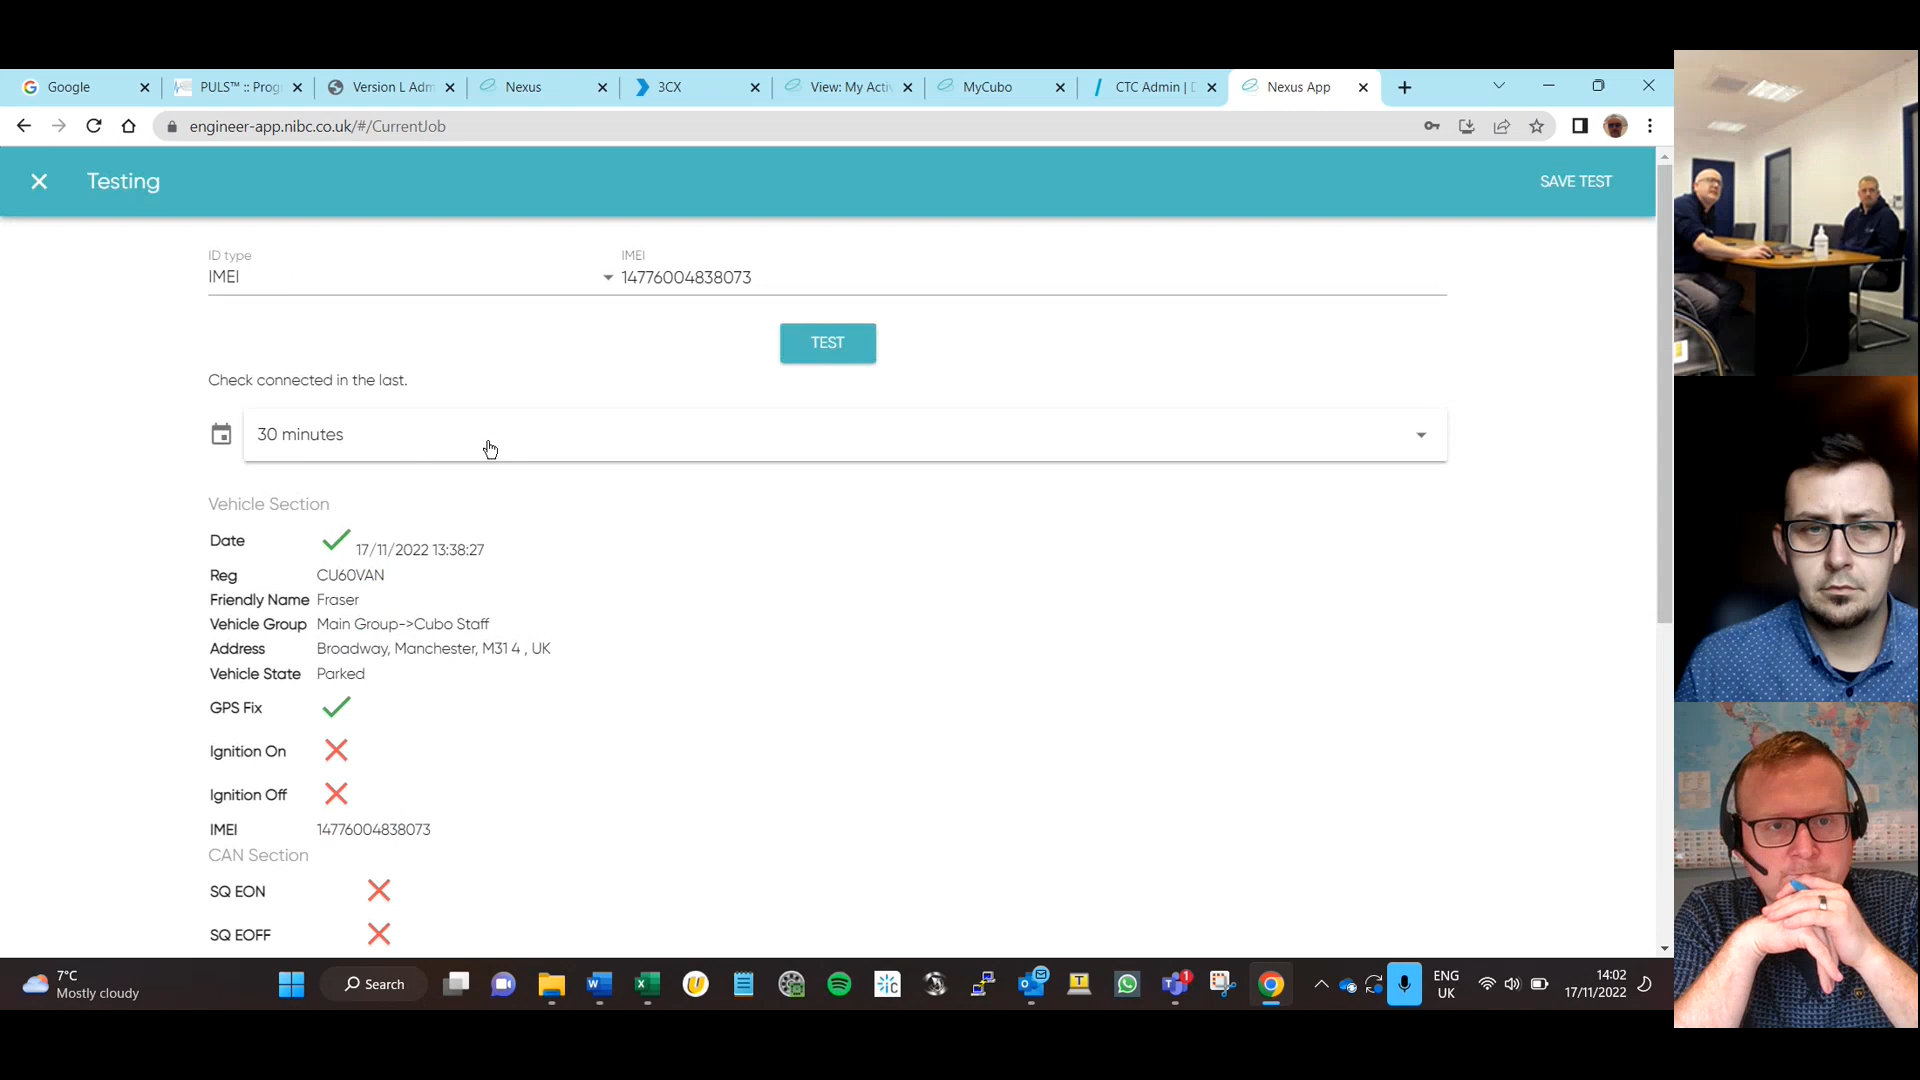 Google
PULS™ :: Prog
Version L Adm
Nexus
3CX
View: My Activ
MyCubo
CTC Admin | D
Nexus App
engineer-app.nibc.co.uk/#/CurrentJob
Testing
SAVE TEST
ID type
IMEI
IMEI
14776004838073
TEST
Check connected in the last.
30 minutes
Vehicle Section
Date 17/11/2022 13:38:27
Reg CU60VAN
Friendly Name Fraser
Vehicle Group Main Group->Cubo Staff
Address Broadway, Manchester, M31 4 , UK
Vehicle State Parked
GPS Fix
Ignition On
Ignition Off
IMEI 14776004838073
CAN Section
SQ EON
SQ EOFF
7°C
Mostly cloudy
Search
ENG
UK
14:02
17/11/2022